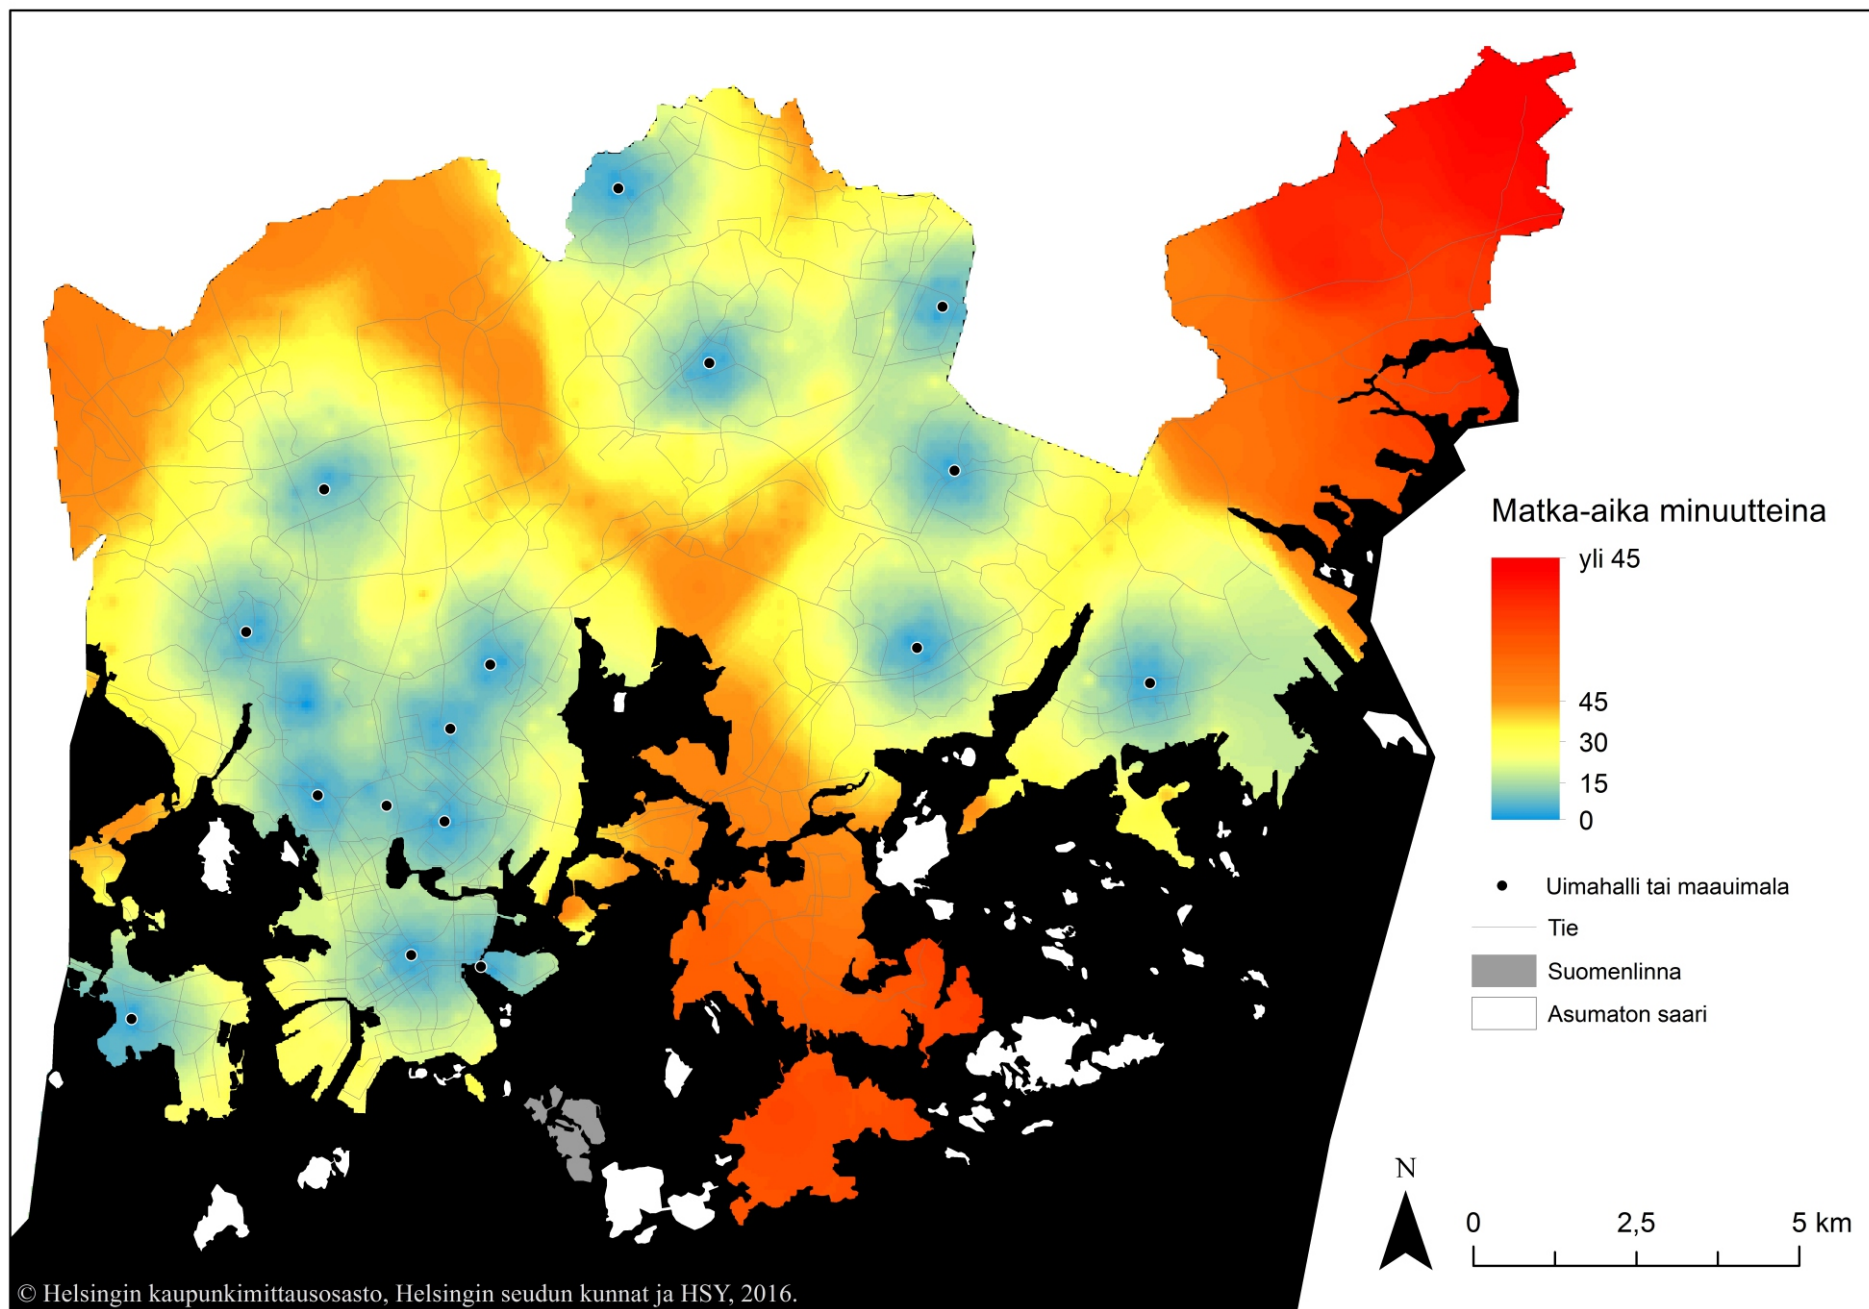 Matka-aika minuutteina
yli 45
45
30
15
0
Uimahalli tai maauimala
Tie
Suomenlinna
Asumaton saari
N
0 2,5 5 km
© Helsingin kaupunkimittausosasto, Helsingin seudun kunnat ja HSY, 2016.